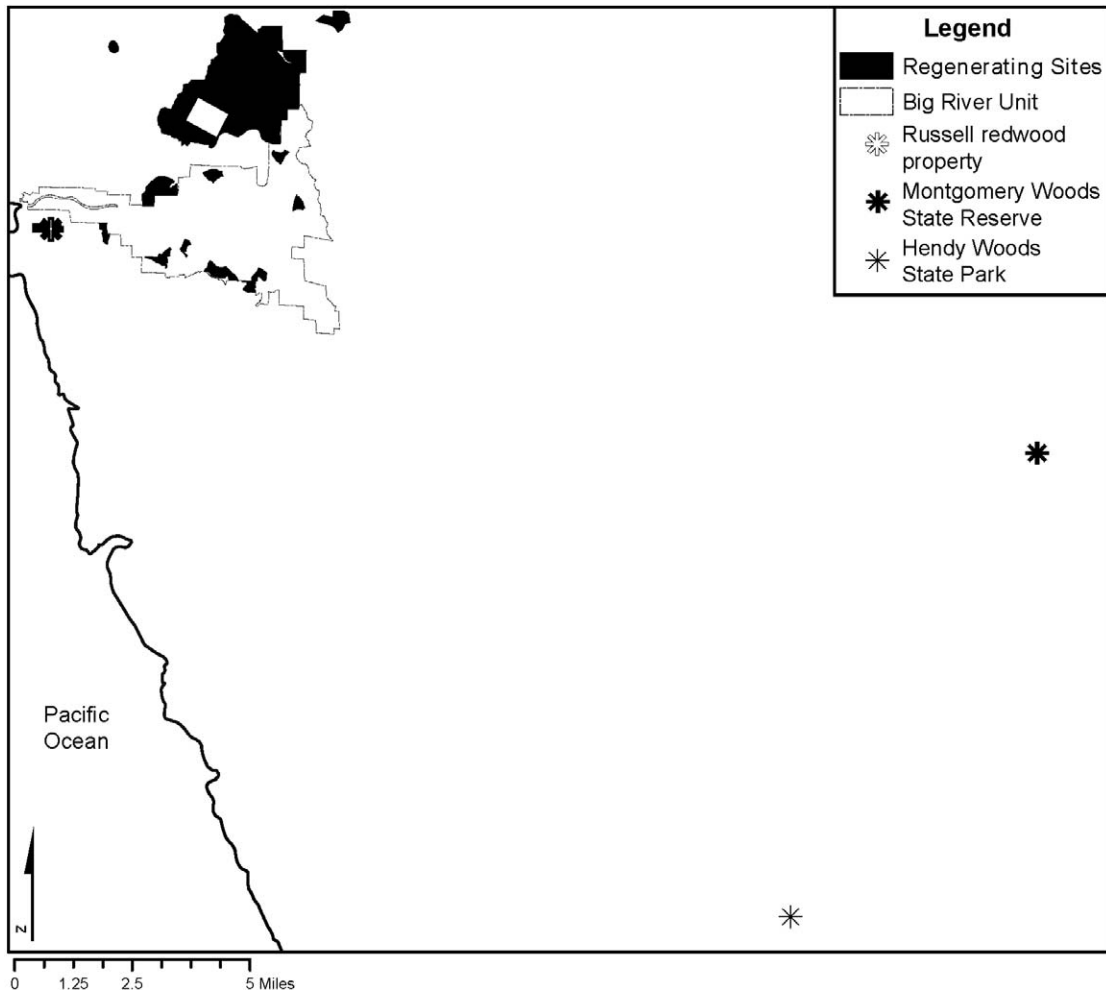 Legend
Regenerating Sites
Big River Unit
Russell redwood
property
Montgomery Woods
State Reserve
Hendy Woods
State Park
Pacific
Ocean
N
0 1.25 2.5 5 Miles